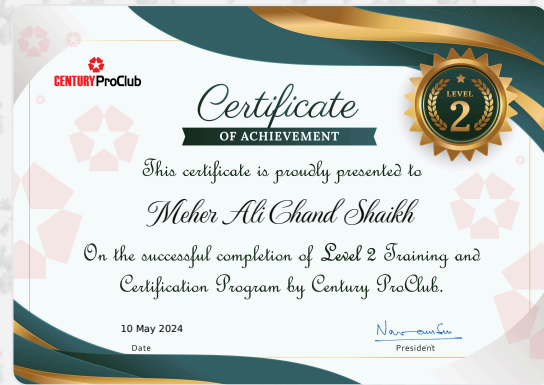 CENTURY ProClub
Certificate
OF ACHIEVEMENT
LEVEL
2
This certificate is proudly presented to
Meher Ali Chand Shaikh
On the successful completion of Level 2 Training and
Certification Program by Century ProClub.
10 May 2024
Date
President